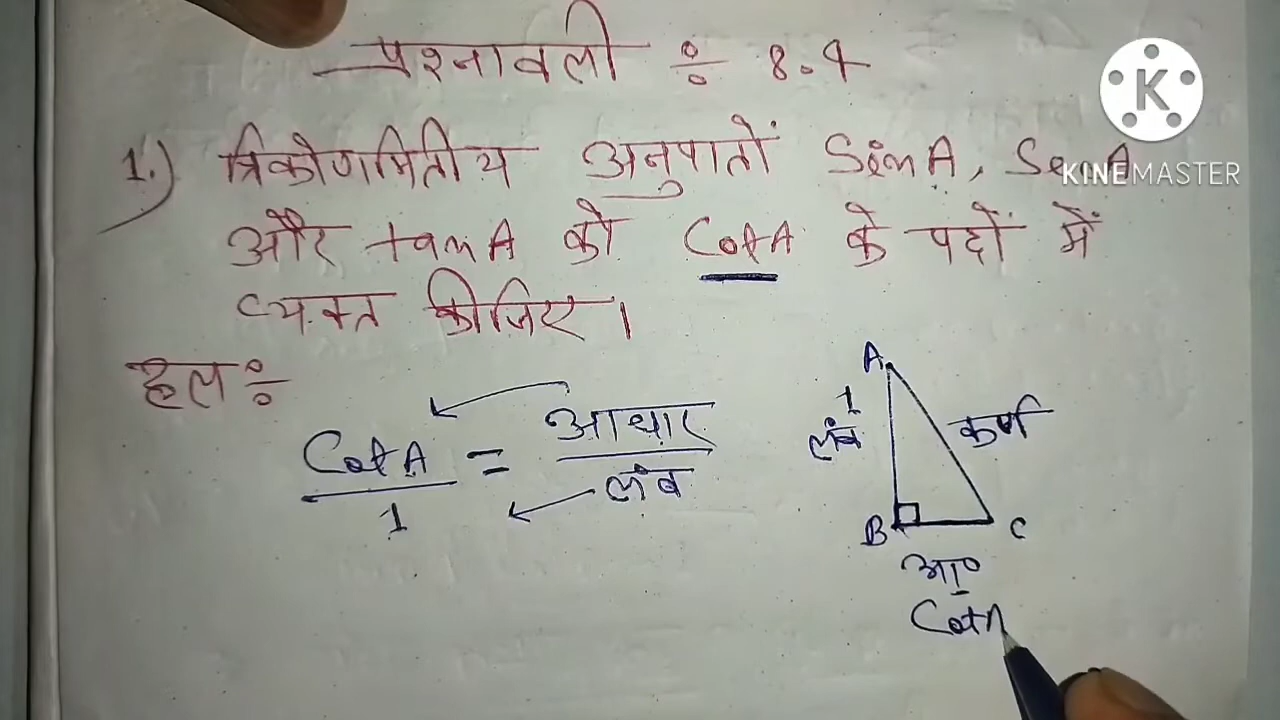 प्रश्नावली ÷ 8.4
1.) त्रिकोणमितीय अनुपातों SinA, SecA
और tanA को CotA के पदों में
व्यक्त कीजिए।
हल ÷
CotA / 1 = आधार / लंब
A
1
लंब
कर्ण
B
C
आ०
CotA
K
KINEMASTER